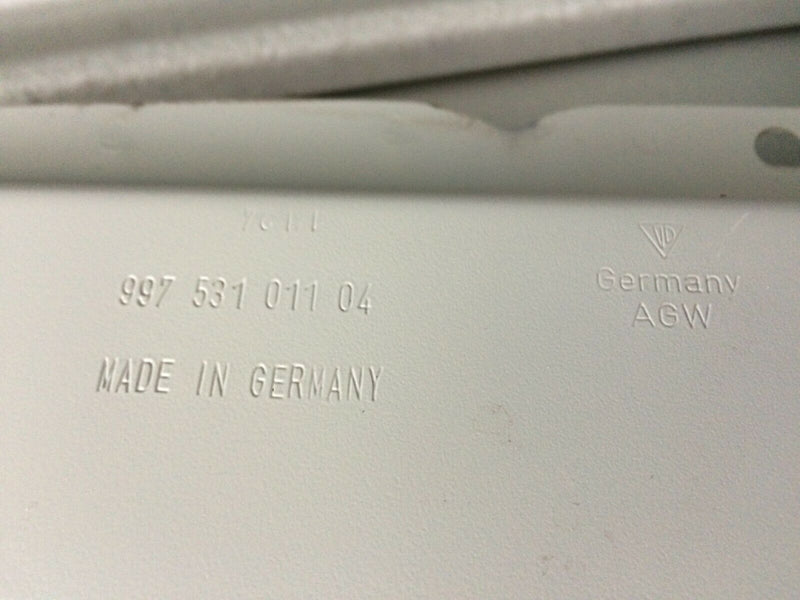 997 531 011 04
MADE IN GERMANY
Germany
AGW